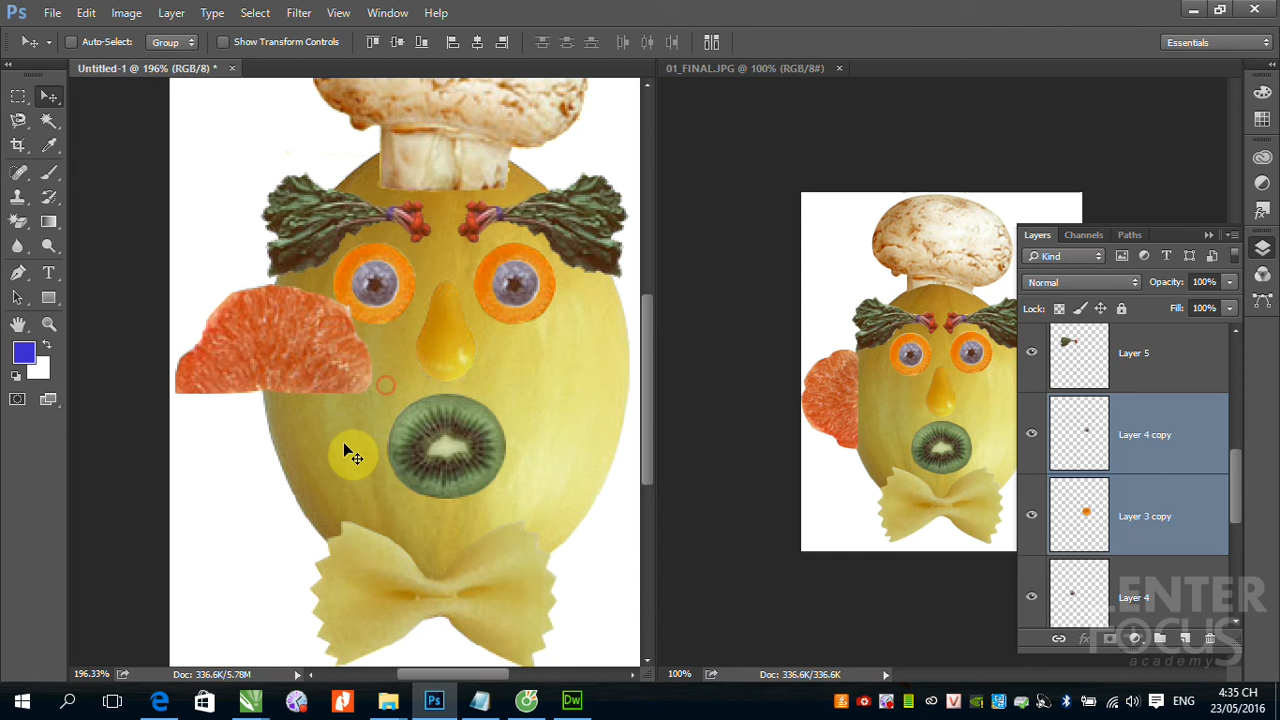 Ps File Edit Image Layer Type Select Filter View Window Help
Auto-Select: Group Show Transform Controls Essentials
Untitled-1 @ 196% (RGB/8) * × 01_FINAL.JPG @ 100% (RGB/8#) ×
Layers Channels Paths
Kind
Normal Opacity: 100%
Lock: Fill: 100%
Layer 5
Layer 4 copy
Layer 3 copy
Layer 4
CENTER
FOCUS
academy
196.33% Doc: 336.6K/5.78M 100% Doc: 336.6K/336.6K
ENG 4:35 CH
23/05/2016